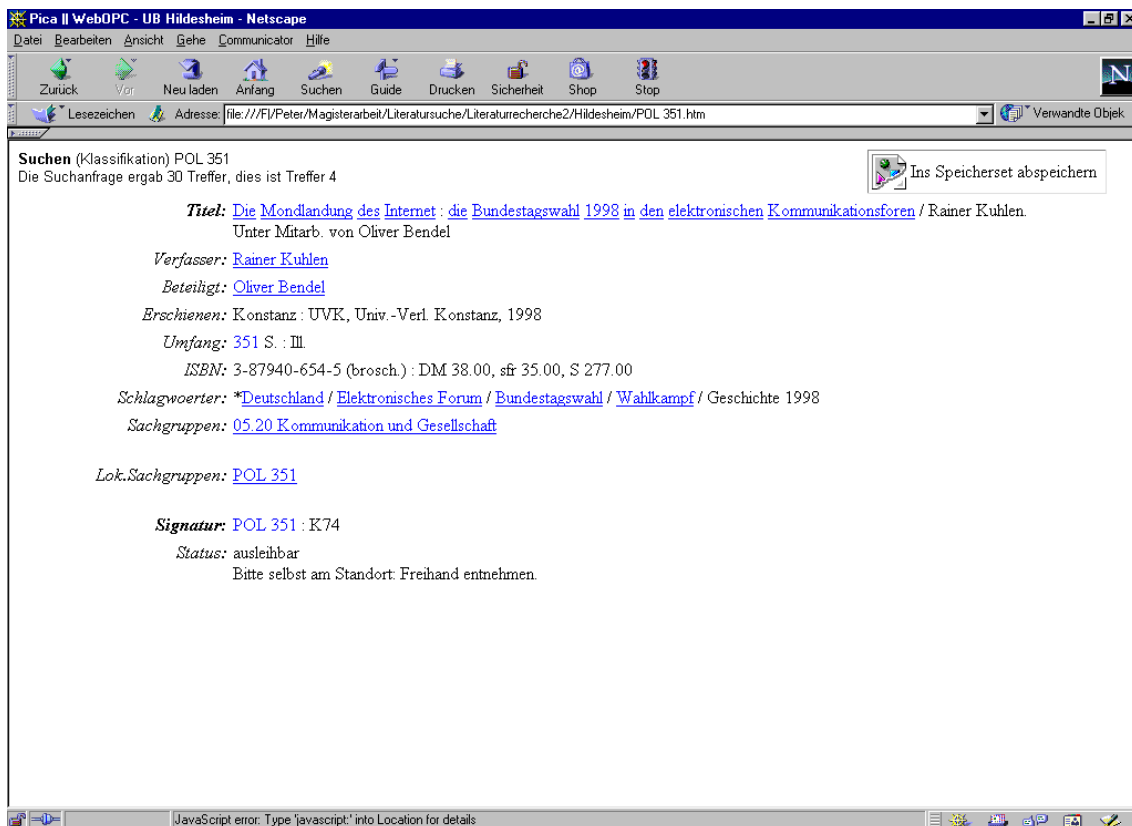 Pica || WebOPC - UB Hildesheim - Netscape
Datei Bearbeiten Ansicht Gehe Communicator Hilfe
Zurück Vor Neu laden Anfang Suchen Guide Drucken Sicherheit Shop Stop
N
Lesezeichen Adresse: file:///F|/Peter/Magisterarbeit/Literatursuche/Literaturrecherche2/Hildesheim/POL 351.htm Verwandte Objek
Suchen (Klassifikation) POL 351
Die Suchanfrage ergab 30 Treffer, dies ist Treffer 4
Ins Speicherset abspeichern
Titel: Die Mondlandung des Internet : die Bundestagswahl 1998 in den elektronischen Kommunikationsforen / Rainer Kuhlen.
Unter Mitarb. von Oliver Bendel
Verfasser: Rainer Kuhlen
Beteiligt: Oliver Bendel
Erschienen: Konstanz : UVK, Univ.-Verl. Konstanz, 1998
Umfang: 351 S. : Ill.
ISBN: 3-87940-654-5 (brosch.) : DM 38.00, sfr 35.00, S 277.00
Schlagwoerter: *Deutschland / Elektronisches Forum / Bundestagswahl / Wahlkampf / Geschichte 1998
Sachgruppen: 05.20 Kommunikation und Gesellschaft
Lok.Sachgruppen: POL 351
Signatur: POL 351 : K74
Status: ausleihbar
Bitte selbst am Standort: Freihand entnehmen.
JavaScript error: Type 'javascript:' into Location for details